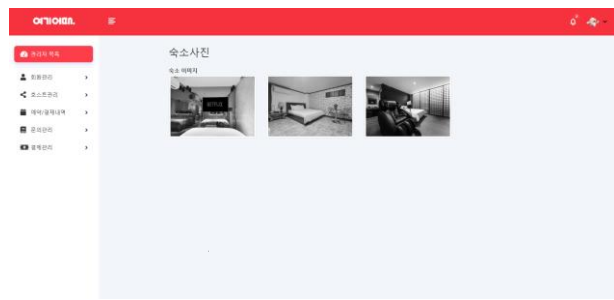 여기어때.
관리자 목록
회원관리
호스트관리
예약/결제내역
문의관리
결제관리
숙소사진
숙소 이미지